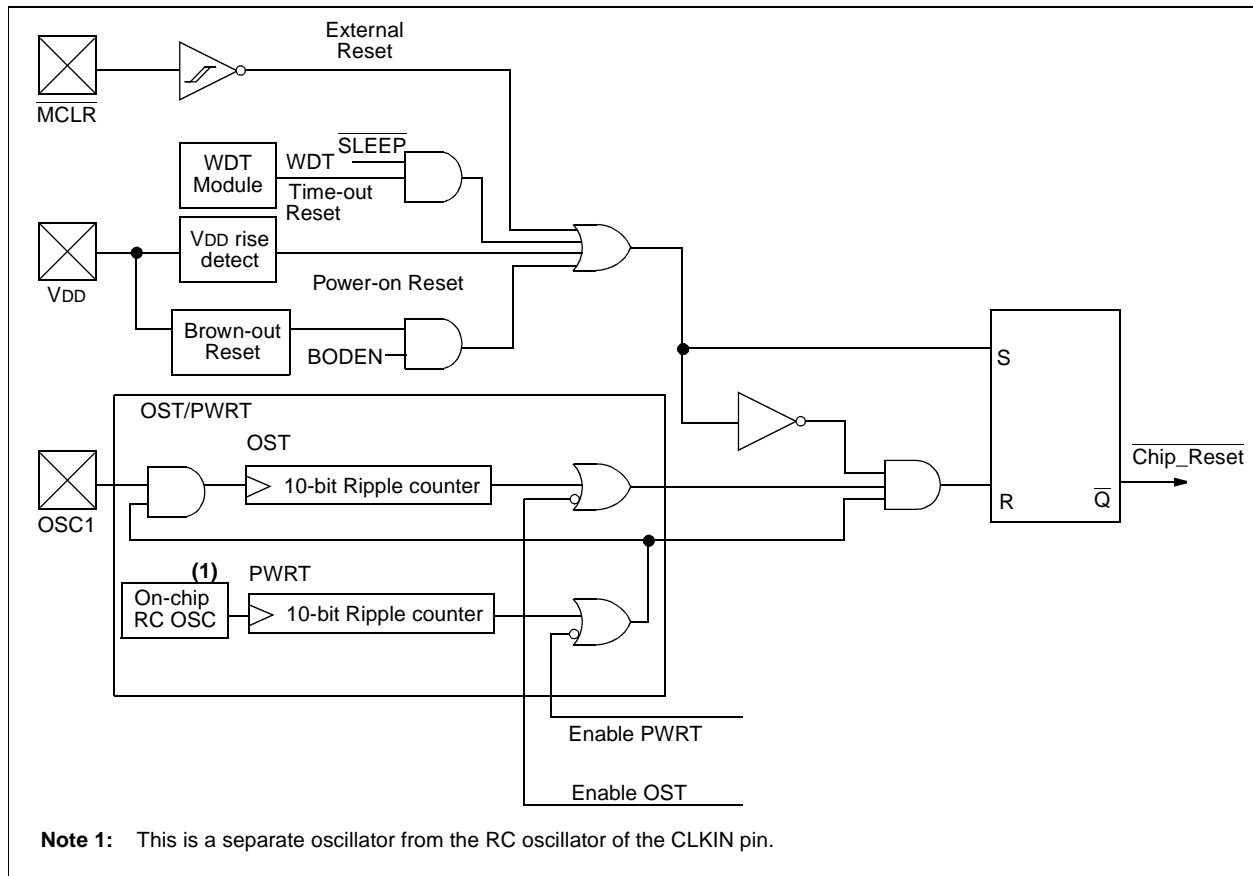 External
Reset
MCLR
SLEEP
WDT
Module
WDT
Time-out
Reset
VDD
VDD rise
detect
Power-on Reset
Brown-out
Reset
BODEN
S
OST/PWRT
OST
OSC1
10-bit Ripple counter
Chip_Reset
R
Q
(1)
PWRT
On-chip
RC OSC
10-bit Ripple counter
Enable PWRT
Enable OST
Note 1: This is a separate oscillator from the RC oscillator of the CLKIN pin.